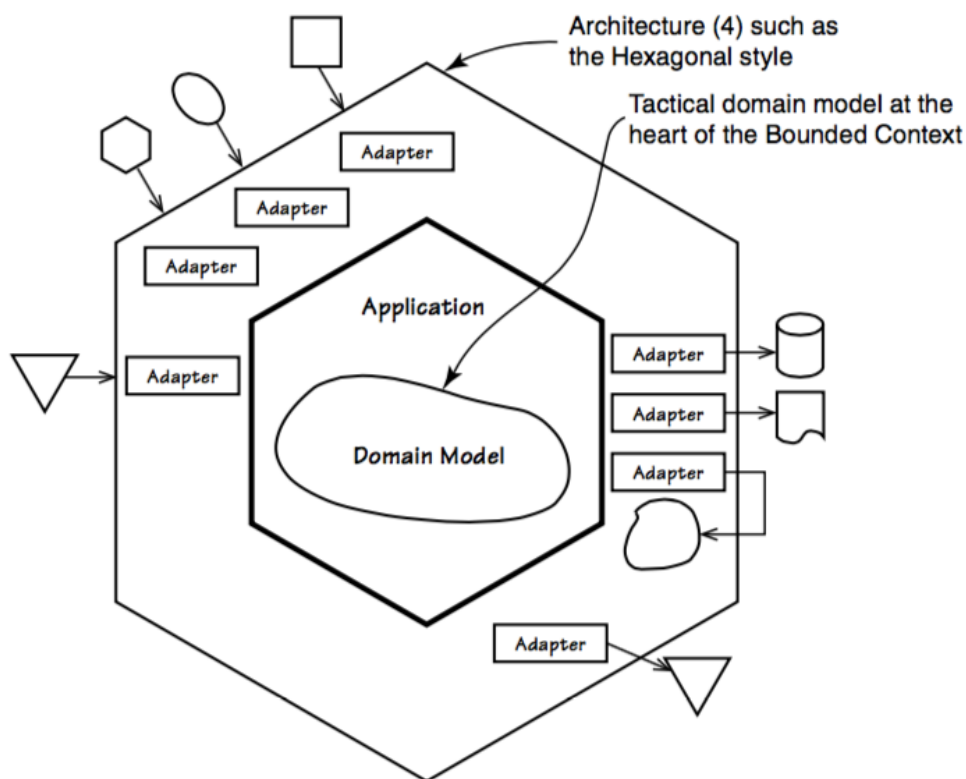 Architecture (4) such as
the Hexagonal style
Tactical domain model at the
heart of the Bounded Context
Adapter
Adapter
Adapter
Application
Adapter
Adapter
Adapter
Domain Model
Adapter
Adapter